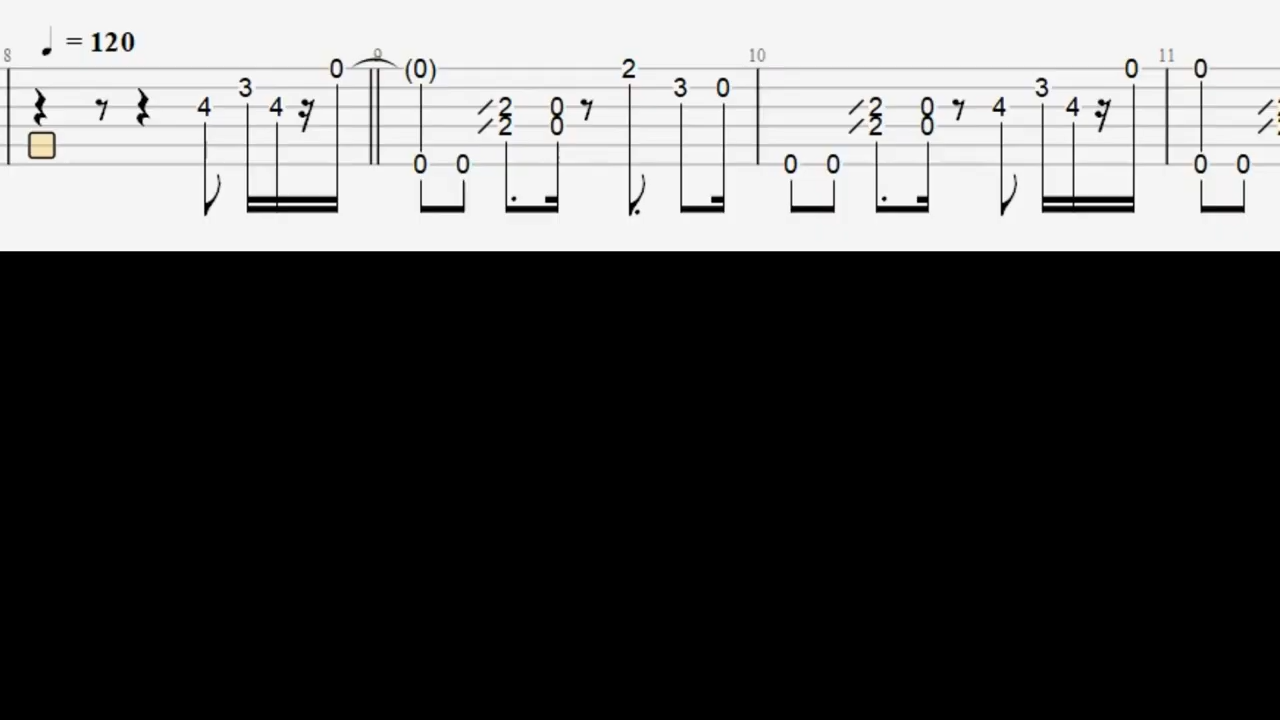 ♩ = 120
8 9 10 11
0 (0) 2 0 0
3 3 0 3
4 4 2 0 2 0 4 4
2 0 2 0
0 0 0 0 0 0